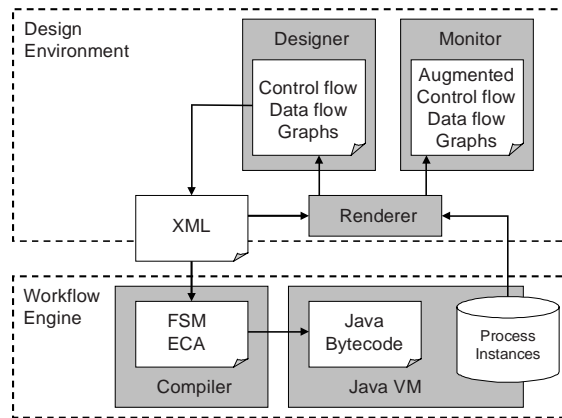 Design
Environment
Designer
Control flow
Data flow
Graphs
Monitor
Augmented
Control flow
Data flow
Graphs
XML
Renderer
Workflow
Engine
FSM
ECA
Compiler
Java
Bytecode
Java VM
Process
Instances